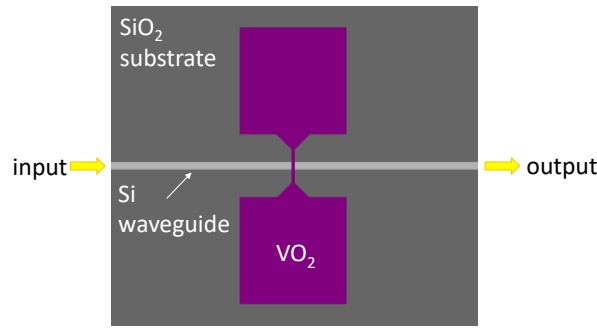 SiO₂
substrate
input
output
Si
waveguide
VO₂